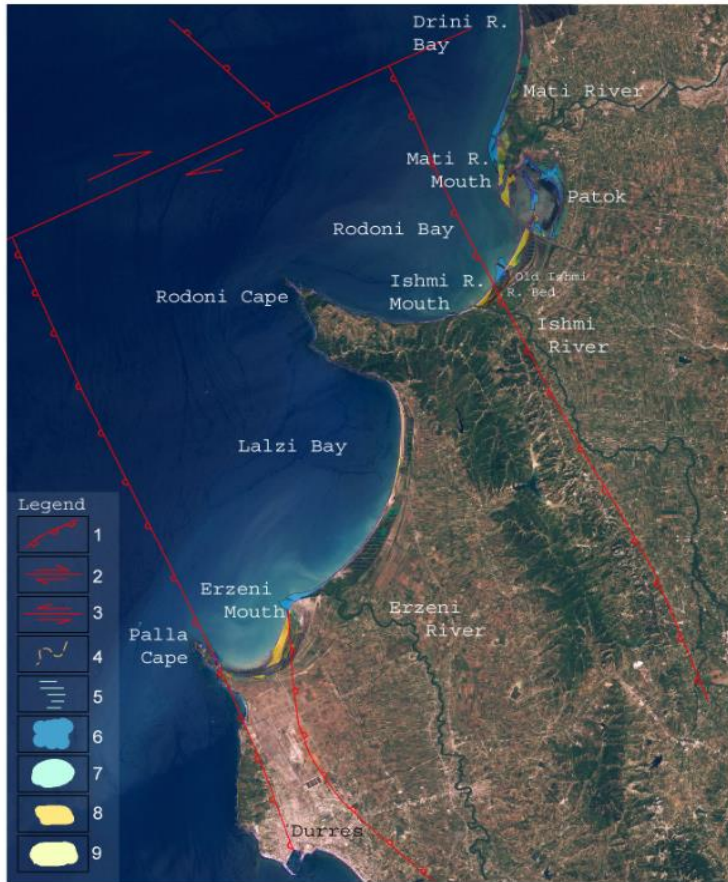 Drini R.
Bay
Mati River
Mati R.
Mouth
Patok
Rodoni Bay
Ishmi R.
Mouth
Old Ishmi
R. Bed
Rodoni Cape
Ishmi
River
Lalzi Bay
Legend
1
2
3
4
5
6
7
8
9
Erzeni
Mouth
Erzeni
River
Palla
Cape
Durres